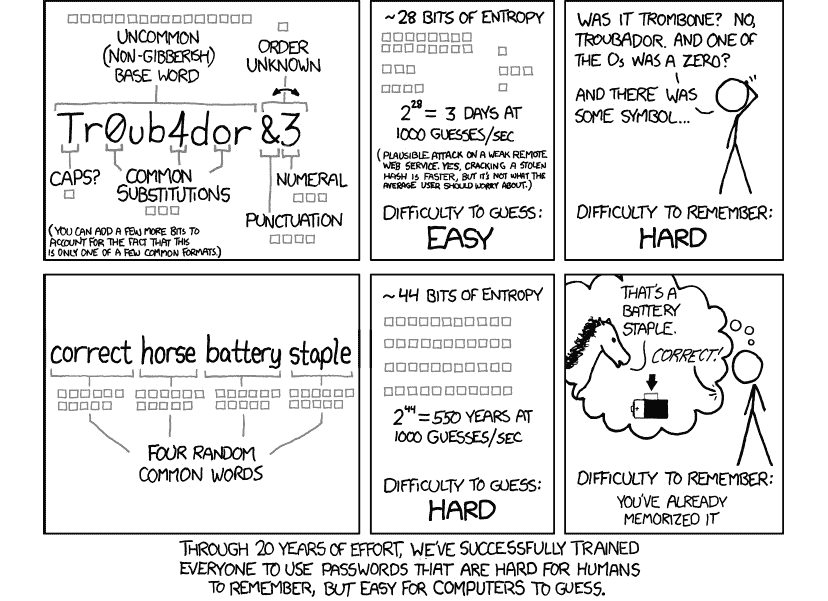 UNCOMMON
(NON-GIBBERISH)
BASE WORD
ORDER
UNKNOWN
Tr0ub4dor &3
CAPS?
COMMON
SUBSTITUTIONS
NUMERAL
PUNCTUATION
(YOU CAN ADD A FEW MORE BITS TO
ACCOUNT FOR THE FACT THAT THIS
IS ONLY ONE OF A FEW COMMON FORMATS.)
~28 BITS OF ENTROPY
2^28 = 3 DAYS AT
1000 GUESSES/SEC
(PLAUSIBLE ATTACK ON A WEAK REMOTE
WEB SERVICE. YES, CRACKING A STOLEN
HASH IS FASTER, BUT IT'S NOT WHAT THE
AVERAGE USER SHOULD WORRY ABOUT.)
DIFFICULTY TO GUESS:
EASY
WAS IT TROMBONE? NO,
TROUBADOR. AND ONE OF
THE Os WAS A ZERO?
AND THERE WAS
SOME SYMBOL...
DIFFICULTY TO REMEMBER:
HARD
correct horse battery staple
FOUR RANDOM
COMMON WORDS
~44 BITS OF ENTROPY
2^44 = 550 YEARS AT
1000 GUESSES/SEC
DIFFICULTY TO GUESS:
HARD
THAT'S A
BATTERY
STAPLE.
CORRECT!
DIFFICULTY TO REMEMBER:
YOU'VE ALREADY
MEMORIZED IT
THROUGH 20 YEARS OF EFFORT, WE'VE SUCCESSFULLY TRAINED
EVERYONE TO USE PASSWORDS THAT ARE HARD FOR HUMANS
TO REMEMBER, BUT EASY FOR COMPUTERS TO GUESS.